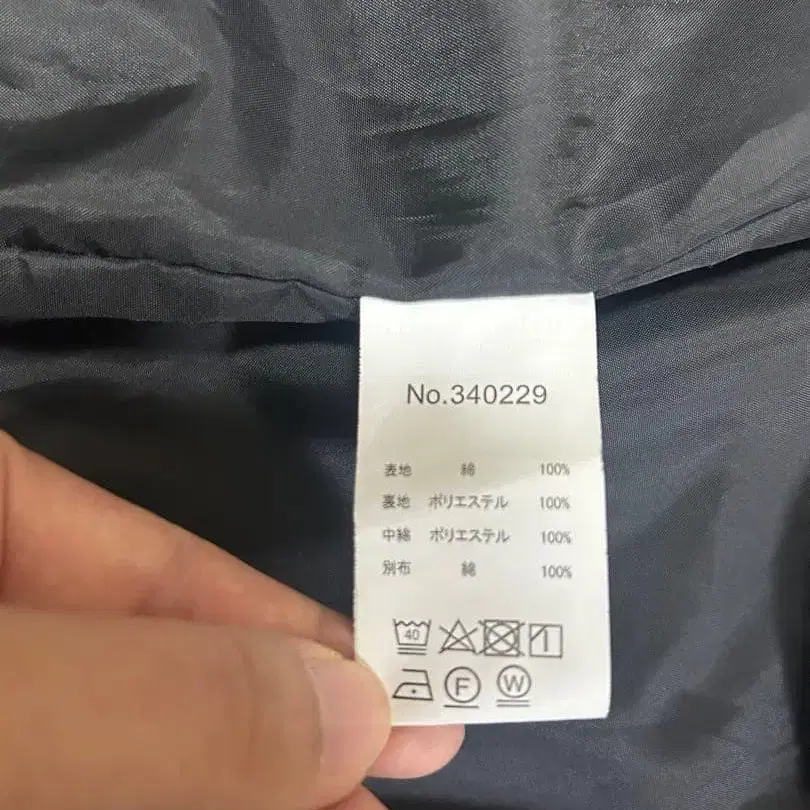 No.340229
表地 綿 100%
裏地 ポリエステル 100%
中綿 ポリエステル 100%
別布 綿 100%
40
F W